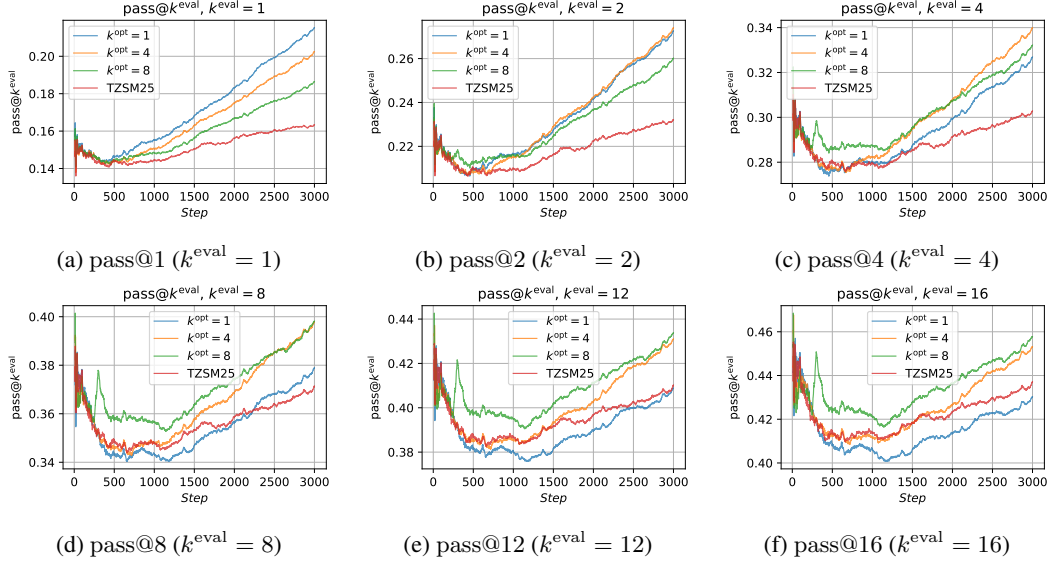 pass@k^eval, k^eval = 1
pass@k^eval
0.20
0.18
0.16
0.14
k^opt = 1
k^opt = 4
k^opt = 8
TZSM25
0 500 1000 1500 2000 2500 3000
Step
(a) pass@1 (k^eval = 1)
pass@k^eval, k^eval = 2
pass@k^eval
0.26
0.24
0.22
k^opt = 1
k^opt = 4
k^opt = 8
TZSM25
0 500 1000 1500 2000 2500 3000
Step
(b) pass@2 (k^eval = 2)
pass@k^eval, k^eval = 4
pass@k^eval
0.34
0.32
0.30
0.28
k^opt = 1
k^opt = 4
k^opt = 8
TZSM25
0 500 1000 1500 2000 2500 3000
Step
(c) pass@4 (k^eval = 4)
pass@k^eval, k^eval = 8
pass@k^eval
0.40
0.38
0.36
0.34
k^opt = 1
k^opt = 4
k^opt = 8
TZSM25
0 500 1000 1500 2000 2500 3000
Step
(d) pass@8 (k^eval = 8)
pass@k^eval, k^eval = 12
pass@k^eval
0.44
0.42
0.40
0.38
k^opt = 1
k^opt = 4
k^opt = 8
TZSM25
0 500 1000 1500 2000 2500 3000
Step
(e) pass@12 (k^eval = 12)
pass@k^eval, k^eval = 16
pass@k^eval
0.46
0.44
0.42
0.40
k^opt = 1
k^opt = 4
k^opt = 8
TZSM25
0 500 1000 1500 2000 2500 3000
Step
(f) pass@16 (k^eval = 16)